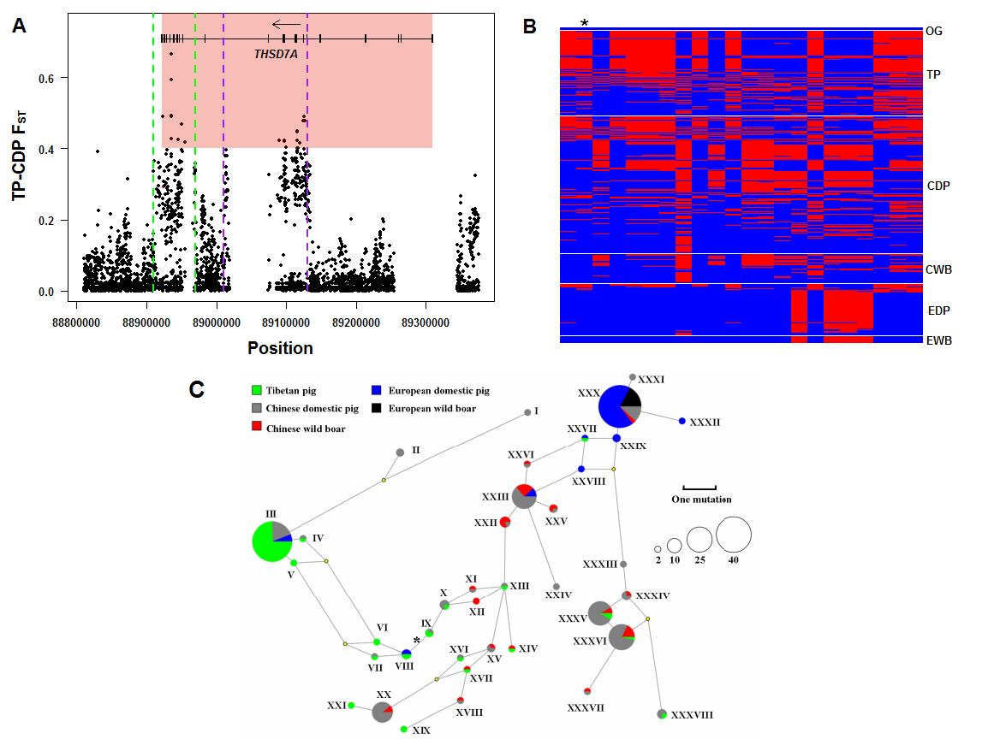 A
THSD7A
TP-CDP FST
0.6
0.4
0.2
0.0
88800000 88900000 89000000 89100000 89200000 89300000
Position
B
*
OG
TP
CDP
CWB
EDP
EWB
C
Tibetan pig
Chinese domestic pig
Chinese wild boar
European domestic pig
European wild boar
I
II
III
IV
V
VI
VII
VIII
*
IX
X
XI
XII
XIII
XIV
XV
XVI
XVII
XVIII
XIX
XX
XXI
XXII
XXIII
XXIV
XXV
XXVI
XXVII
XXVIII
XXIX
XXX
XXXI
XXXII
XXXIII
XXXIV
XXXV
XXXVI
XXXVII
XXXVIII
One mutation
2 10 25 40